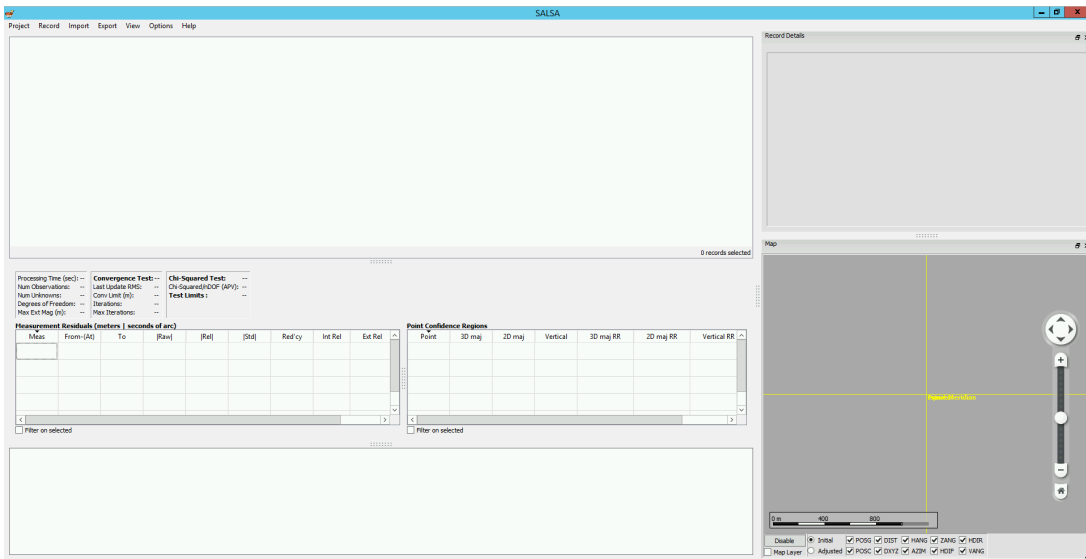 SALSA
Project Record Import Export View Options Help
Record Details
0 records selected
Map
Processing Time (sec): -- Convergence Test: -- Chi-Squared Test: --
Num Observations: -- Last Update RMS: -- Chi-Squared/nDOF (APV): --
Num Unknowns: -- Conv Limit (m): -- Test Limits : --
Degrees of Freedom: -- Iterations: --
Max Ext Mag (m): -- Max Iterations: --
Measurement Residuals (meters | seconds of arc)
Meas From-(At) To |Raw| |Rel| |Std| Red'cy Int Rel Ext Rel
Filter on selected
Point Confidence Regions
Point 3D maj 2D maj Vertical 3D maj RR 2D maj RR Vertical RR
Filter on selected
Meridian
0 m 400 800
Disable Initial POSG DIST HANG ZANG HDIR
Map Layer Adjusted POSC DXYZ AZIM HDIF VANG